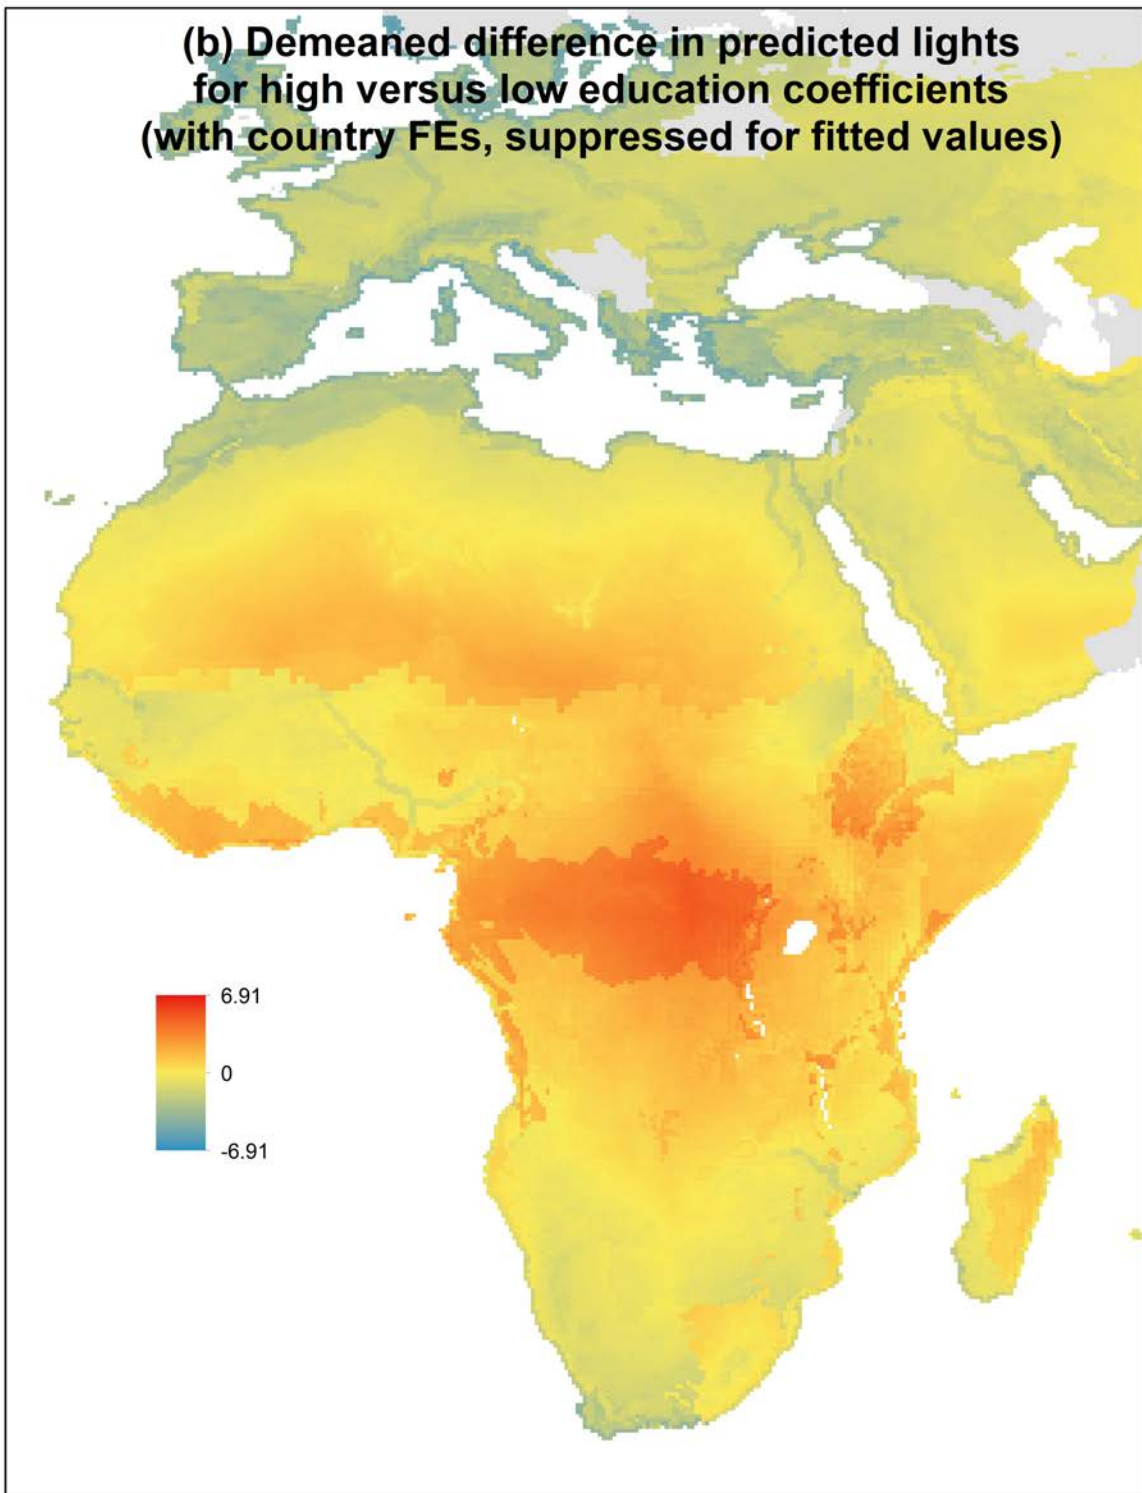 (b) Demeaned difference in predicted lights
for high versus low education coefficients
(with country FEs, suppressed for fitted values)
6.91
0
-6.91